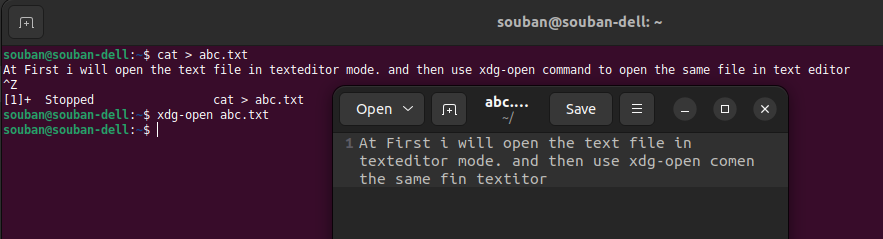 souban@souban-dell: ~
souban@souban-dell:~$ cat > abc.txt
At First i will open the text file in texteditor mode. and then use xdg-open command to open the same file in text editor
^Z
[1]+  Stopped                 cat > abc.txt
souban@souban-dell:~$ xdg-open abc.txt
souban@souban-dell:~$
Open abc.... Save
~/
1 At First i will open the text file in
texteditor mode. and then use xdg-open comen
the same fin textitor